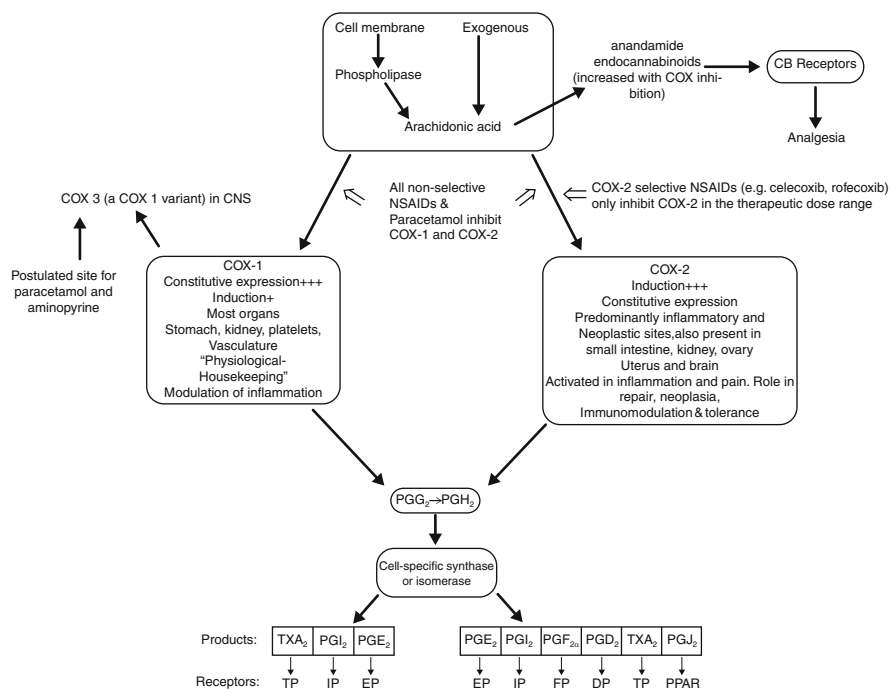 Cell membrane
Exogenous
Phospholipase
Arachidonic acid
anandamide
endocannabinoids
(increased with COX inhi-
bition)
CB Receptors
Analgesia
COX 3 (a COX 1 variant) in CNS
All non-selective
NSAIDs &
Paracetamol inhibit
COX-1 and COX-2
COX-2 selective NSAIDs (e.g. celecoxib, rofecoxib)
only inhibit COX-2 in the therapeutic dose range
Postulated site for
paracetamol and
aminopyrine
COX-1
Constitutive expression+++
Induction+
Most organs
Stomach, kidney, platelets,
Vasculature
“Physiological-
Housekeeping”
Modulation of inflammation
COX-2
Induction+++
Constitutive expression
Predominantly inflammatory and
Neoplastic sites,also present in
small intestine, kidney, ovary
Uterus and brain
Activated in inflammation and pain. Role in
repair, neoplasia,
Immunomodulation & tolerance
PGG₂→PGH₂
Cell-specific synthase
or isomerase
Products: TXA₂ PGI₂ PGE₂ PGE₂ PGI₂ PGF₂α PGD₂ TXA₂ PGJ₂
Receptors: TP IP EP EP IP FP DP TP PPAR